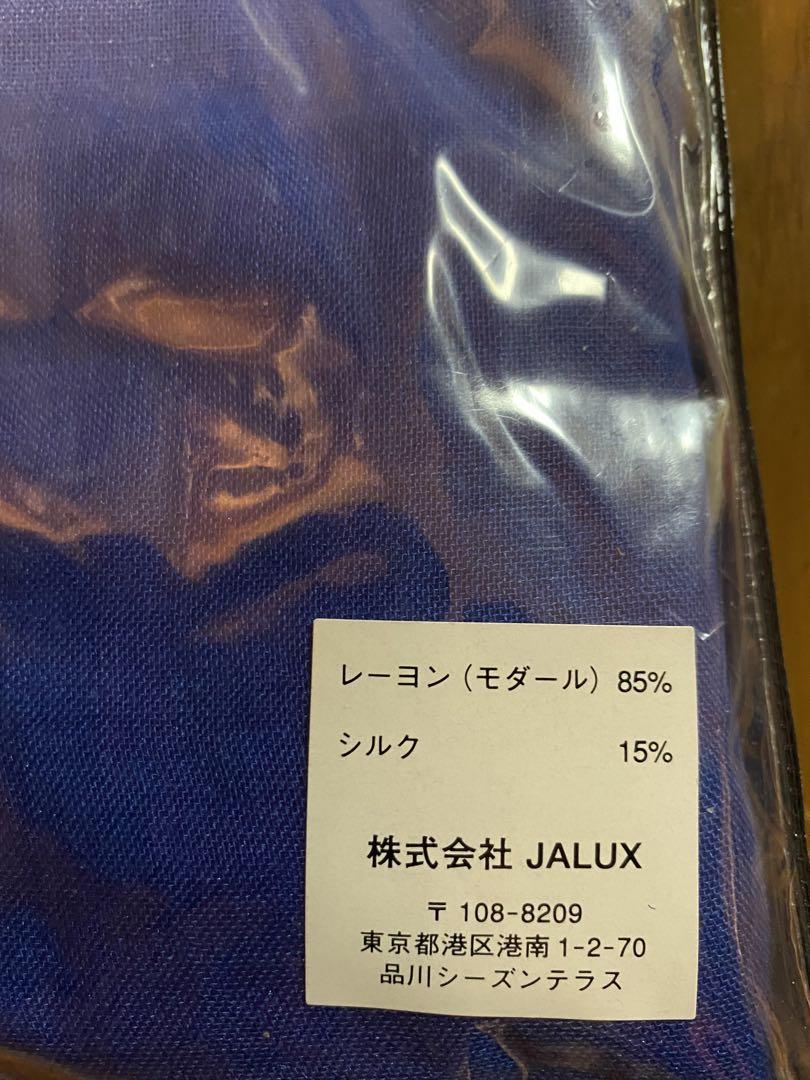 レーヨン (モダール) 85%
シルク 15%
株式会社 JALUX
〒 108-8209
東京都港区港南 1-2-70
品川シーズンテラス